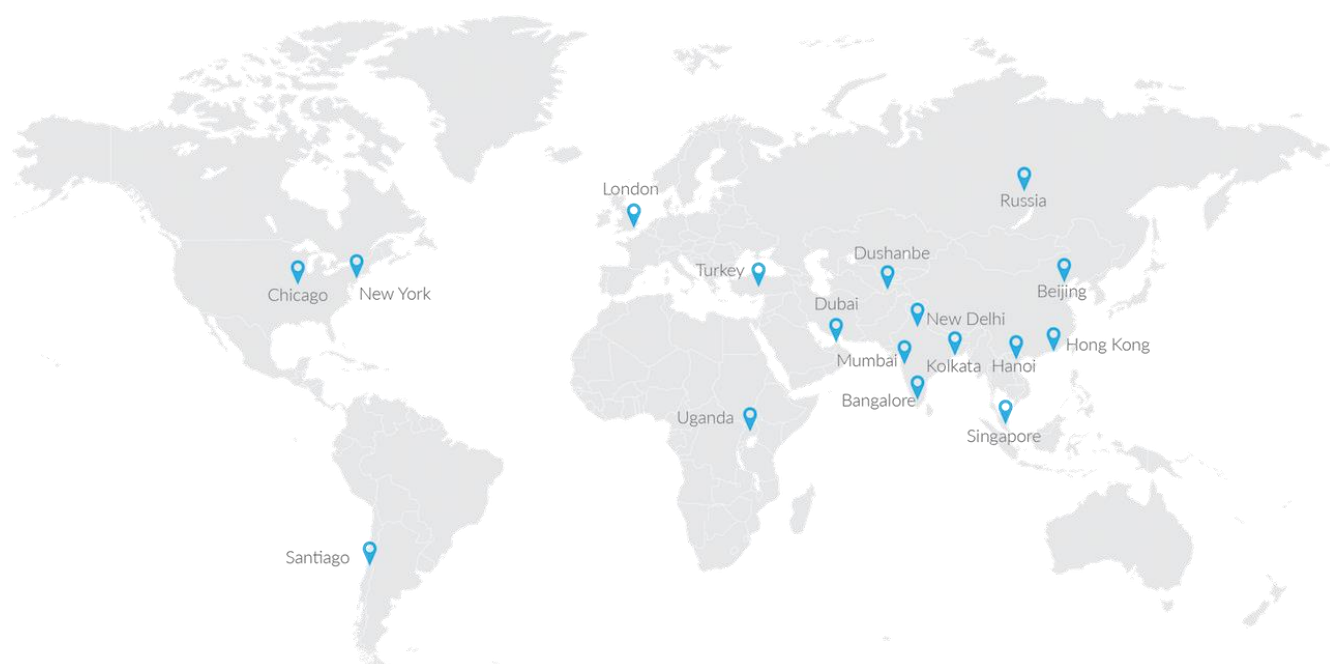 London
Russia
Dushanbe
Turkey
Beijing
Chicago
New York
Dubai
New Delhi
Hong Kong
Mumbai
Kolkata
Hanoi
Bangalore
Uganda
Singapore
Santiago